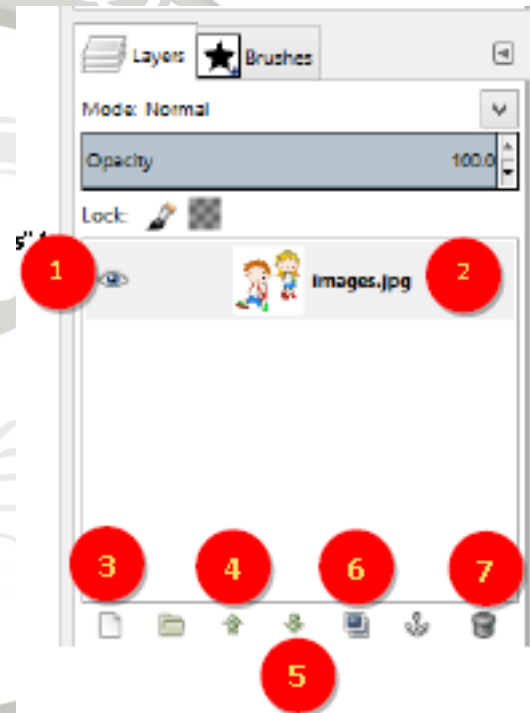 Layers Brushes
Mode: Normal
Opacity 100.0
Lock:
s"
1 images.jpg 2
3 4 6 7
5